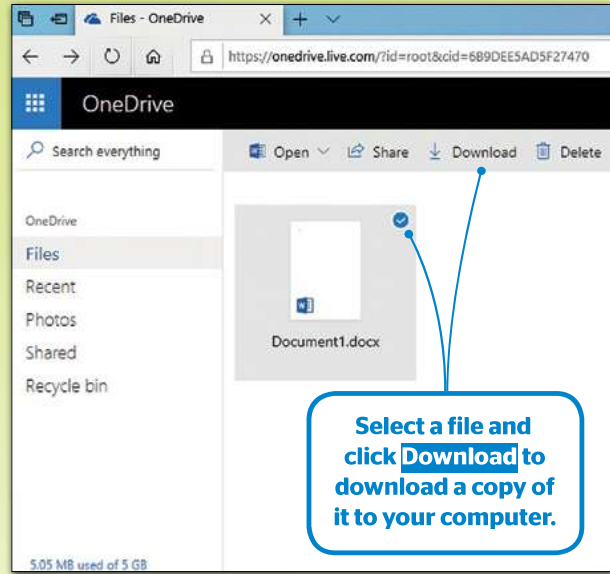 Files - OneDrive
https://onedrive.live.com/?id=root&cid=6B9DEE5AD5F27470
OneDrive
Search everything
Open Share Download Delete
OneDrive
Files
Recent
Photos
Shared
Recycle bin
Document1.docx
Select a file and
click Download to
download a copy of
it to your computer.
5.05 MB used of 5 GB